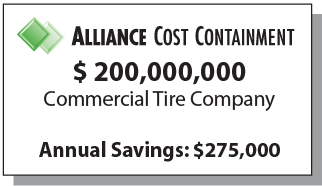 ALLIANCE COST CONTAINMENT
$ 200,000,000
Commercial Tire Company
Annual Savings: $275,000